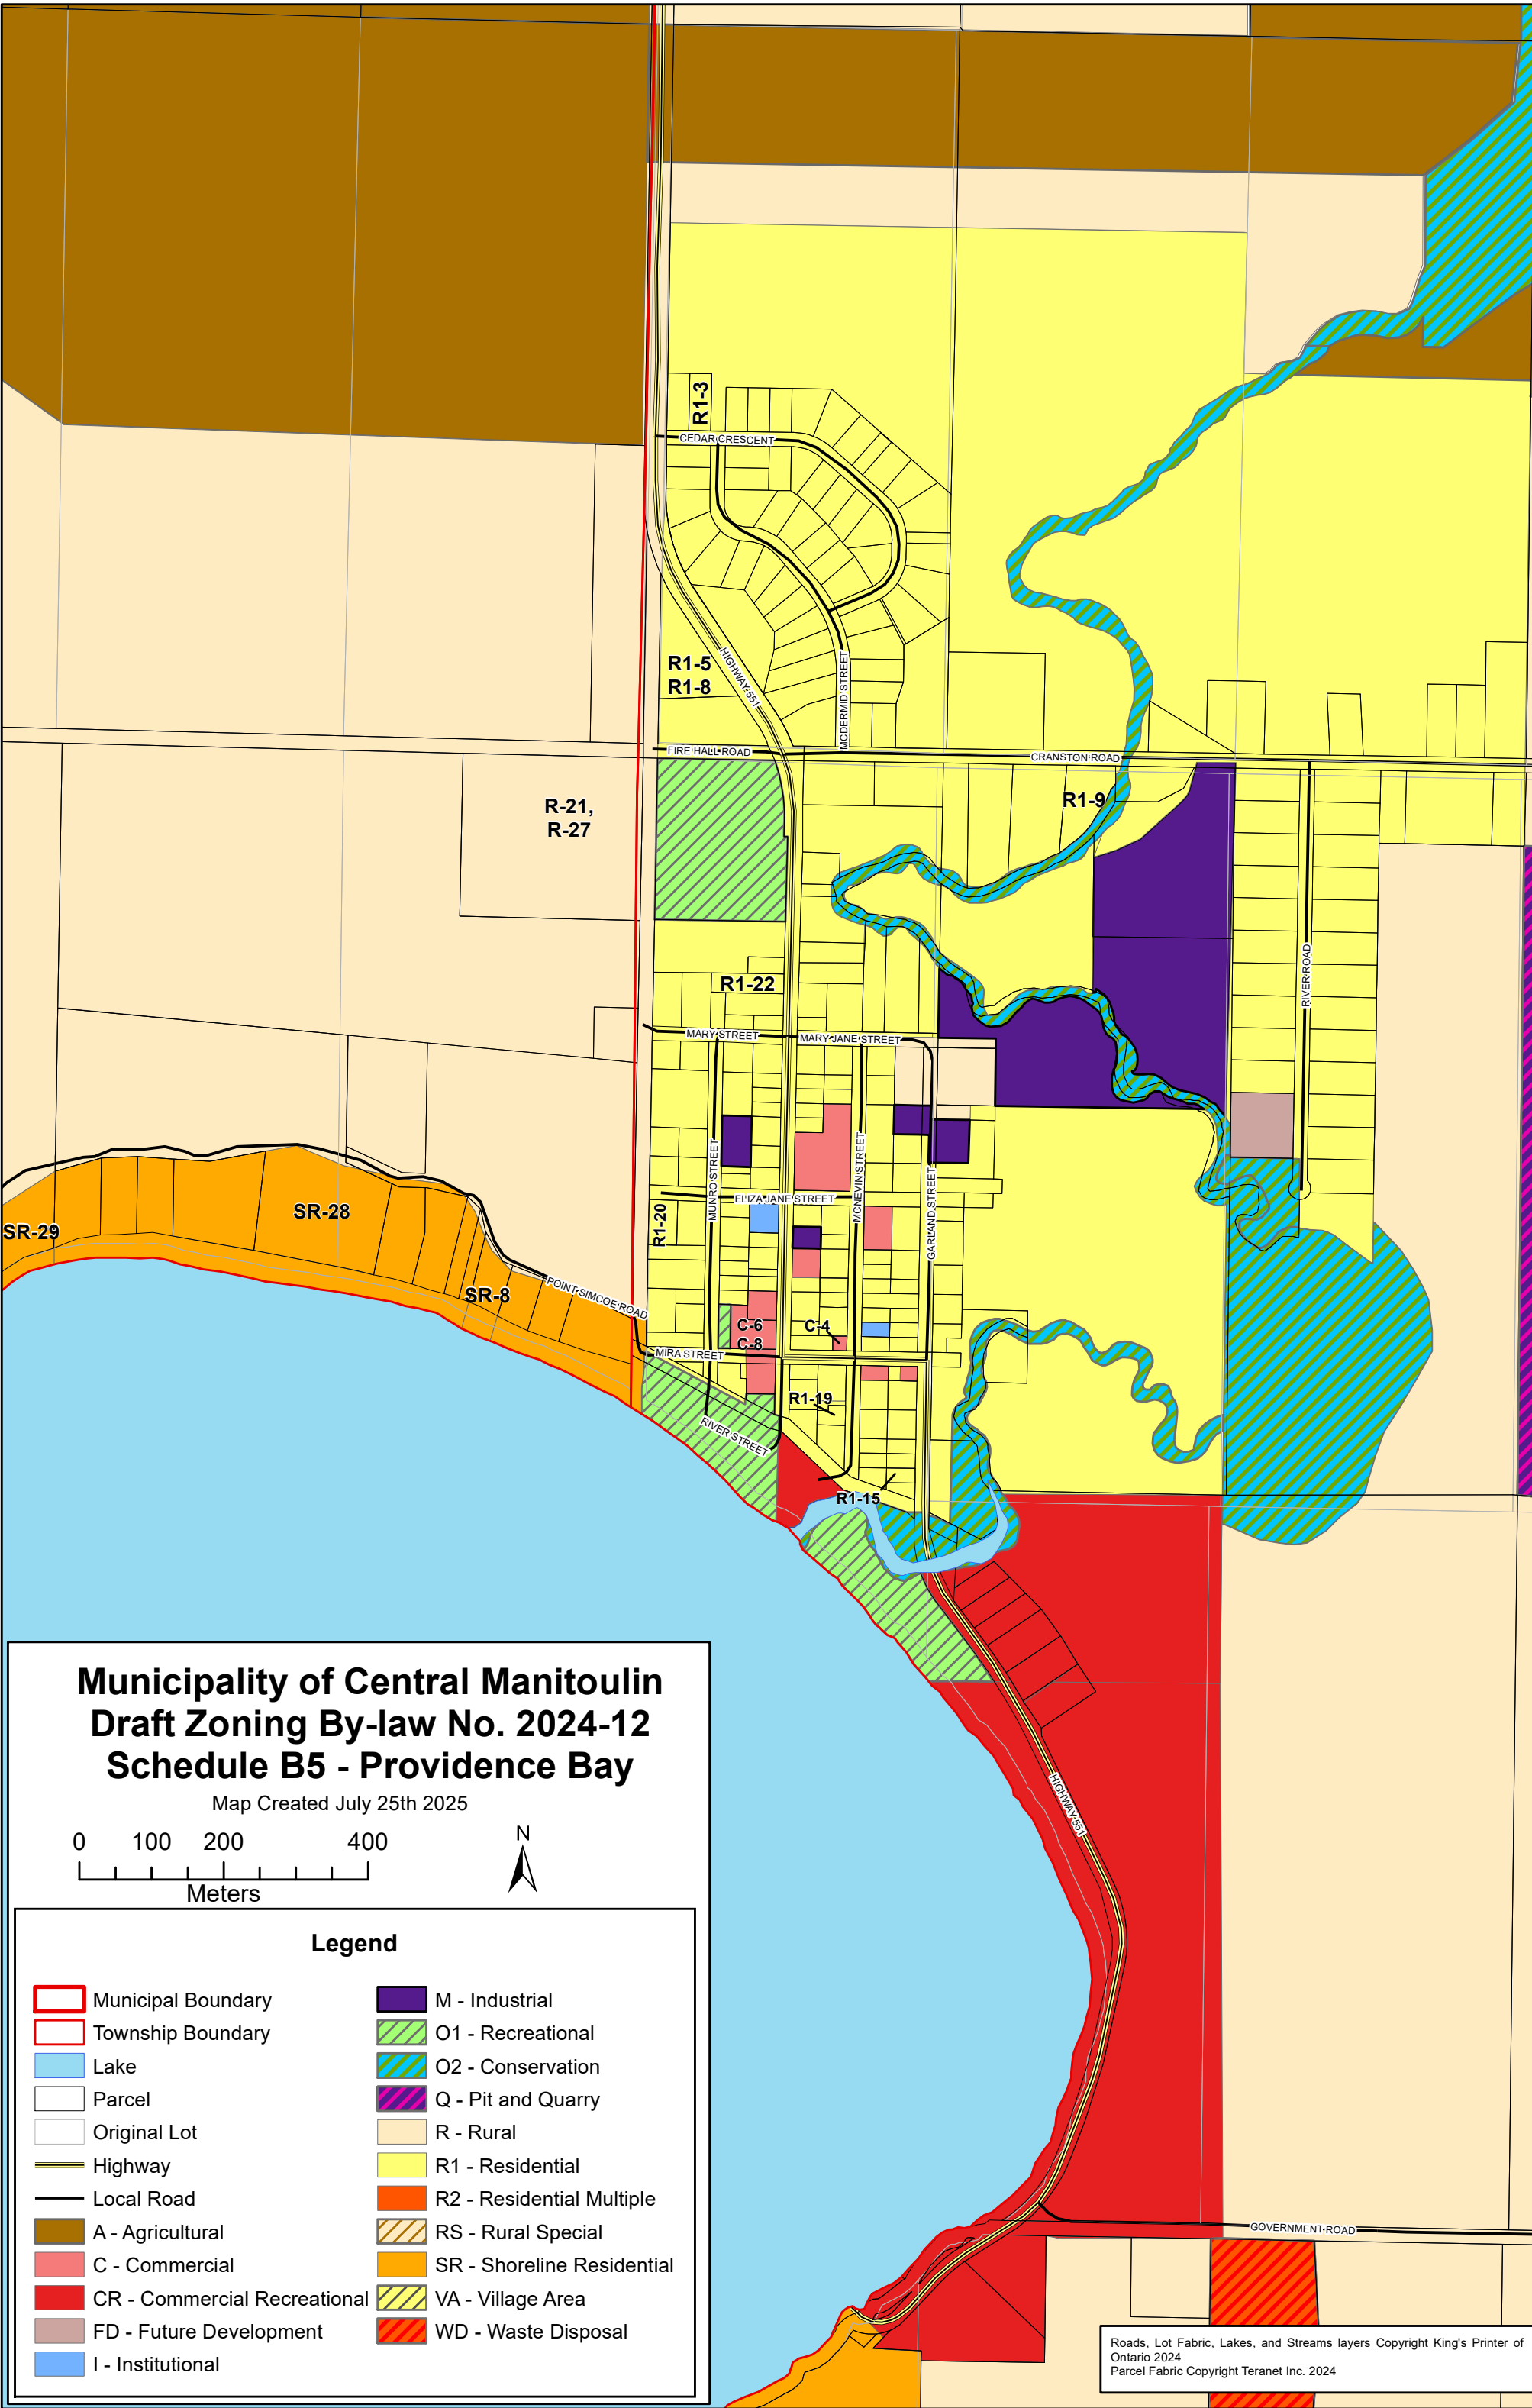 R1-3
CEDAR CRESCENT
HIGHWAY 551
R1-5
R1-8
MCDERMID STREET
FIRE HALL ROAD
CRANSTON ROAD
R-21,
R-27
R1-9
RIVER ROAD
R1-22
MARY STREET
MARY JANE STREET
MUNRO STREET
MCNEVIN STREET
GARLAND STREET
ELIZA JANE STREET
R1-20
SR-29
SR-28
SR-8
POINT SIMCOE ROAD
C-6
C-8
C-4
MIRA STREET
R1-19
RIVER STREET
R1-15
HIGHWAY 551
GOVERNMENT ROAD
Municipality of Central Manitoulin
Draft Zoning By-law No. 2024-12
Schedule B5 - Providence Bay
Map Created July 25th 2025
0 100 200 400
Meters
N
Legend
Municipal Boundary
Township Boundary
Lake
Parcel
Original Lot
Highway
Local Road
A - Agricultural
C - Commercial
CR - Commercial Recreational
FD - Future Development
I - Institutional
M - Industrial
O1 - Recreational
O2 - Conservation
Q - Pit and Quarry
R - Rural
R1 - Residential
R2 - Residential Multiple
RS - Rural Special
SR - Shoreline Residential
VA - Village Area
WD - Waste Disposal
Roads, Lot Fabric, Lakes, and Streams layers Copyright King's Printer of
Ontario 2024
Parcel Fabric Copyright Teranet Inc. 2024